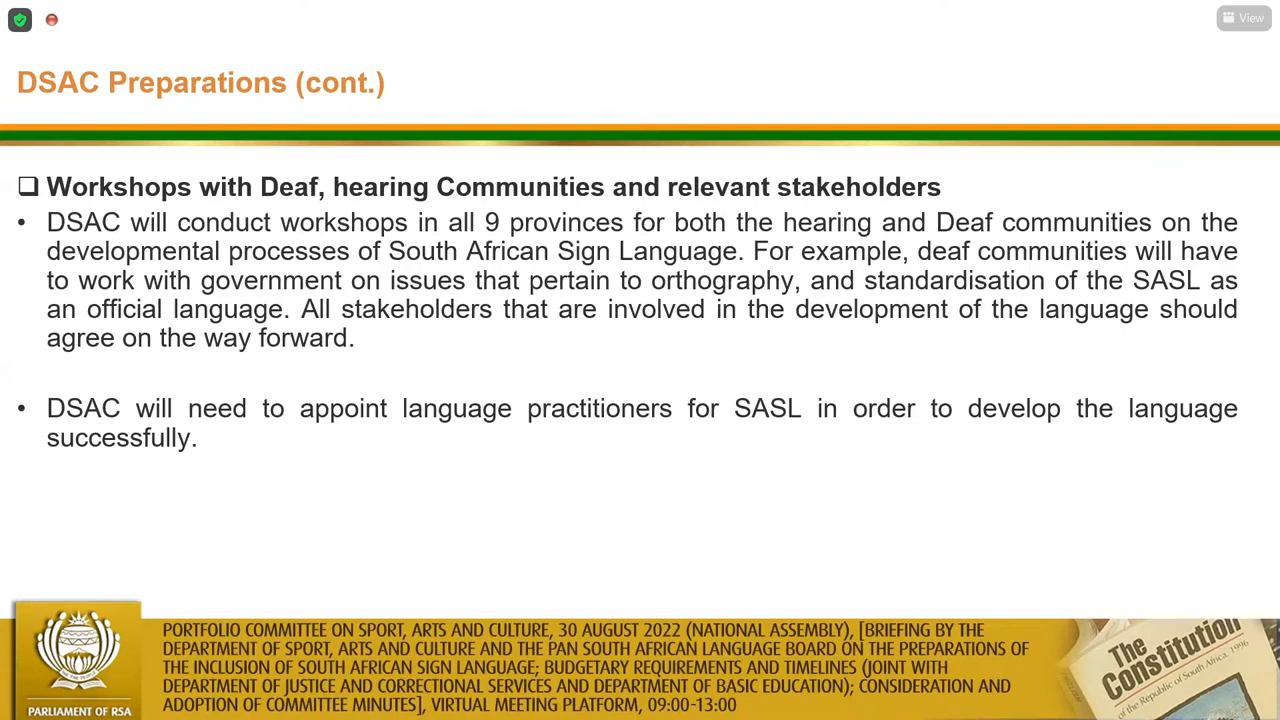 View
DSAC Preparations (cont.)
❑ Workshops with Deaf, hearing Communities and relevant stakeholders
• DSAC will conduct workshops in all 9 provinces for both the hearing and Deaf communities on the
developmental processes of South African Sign Language. For example, deaf communities will have
to work with government on issues that pertain to orthography, and standardisation of the SASL as
an official language. All stakeholders that are involved in the development of the language should
agree on the way forward.
• DSAC will need to appoint language practitioners for SASL in order to develop the language
successfully.
PORTFOLIO COMMITTEE ON SPORT, ARTS AND CULTURE, 30 AUGUST 2022 (NATIONAL ASSEMBLY), [BRIEFING BY THE
DEPARTMENT OF SPORT, ARTS AND CULTURE AND THE PAN SOUTH AFRICAN LANGUAGE BOARD ON THE PREPARATIONS OF
THE INCLUSION OF SOUTH AFRICAN SIGN LANGUAGE; BUDGETARY REQUIREMENTS AND TIMELINES (JOINT WITH
DEPARTMENT OF JUSTICE AND CORRECTIONAL SERVICES AND DEPARTMENT OF BASIC EDUCATION); CONSIDERATION AND
ADOPTION OF COMMITTEE MINUTES], VIRTUAL MEETING PLATFORM, 09:00-13:00
PARLIAMENT OF RSA
The
Constitution
of the Republic of South Africa, 1996